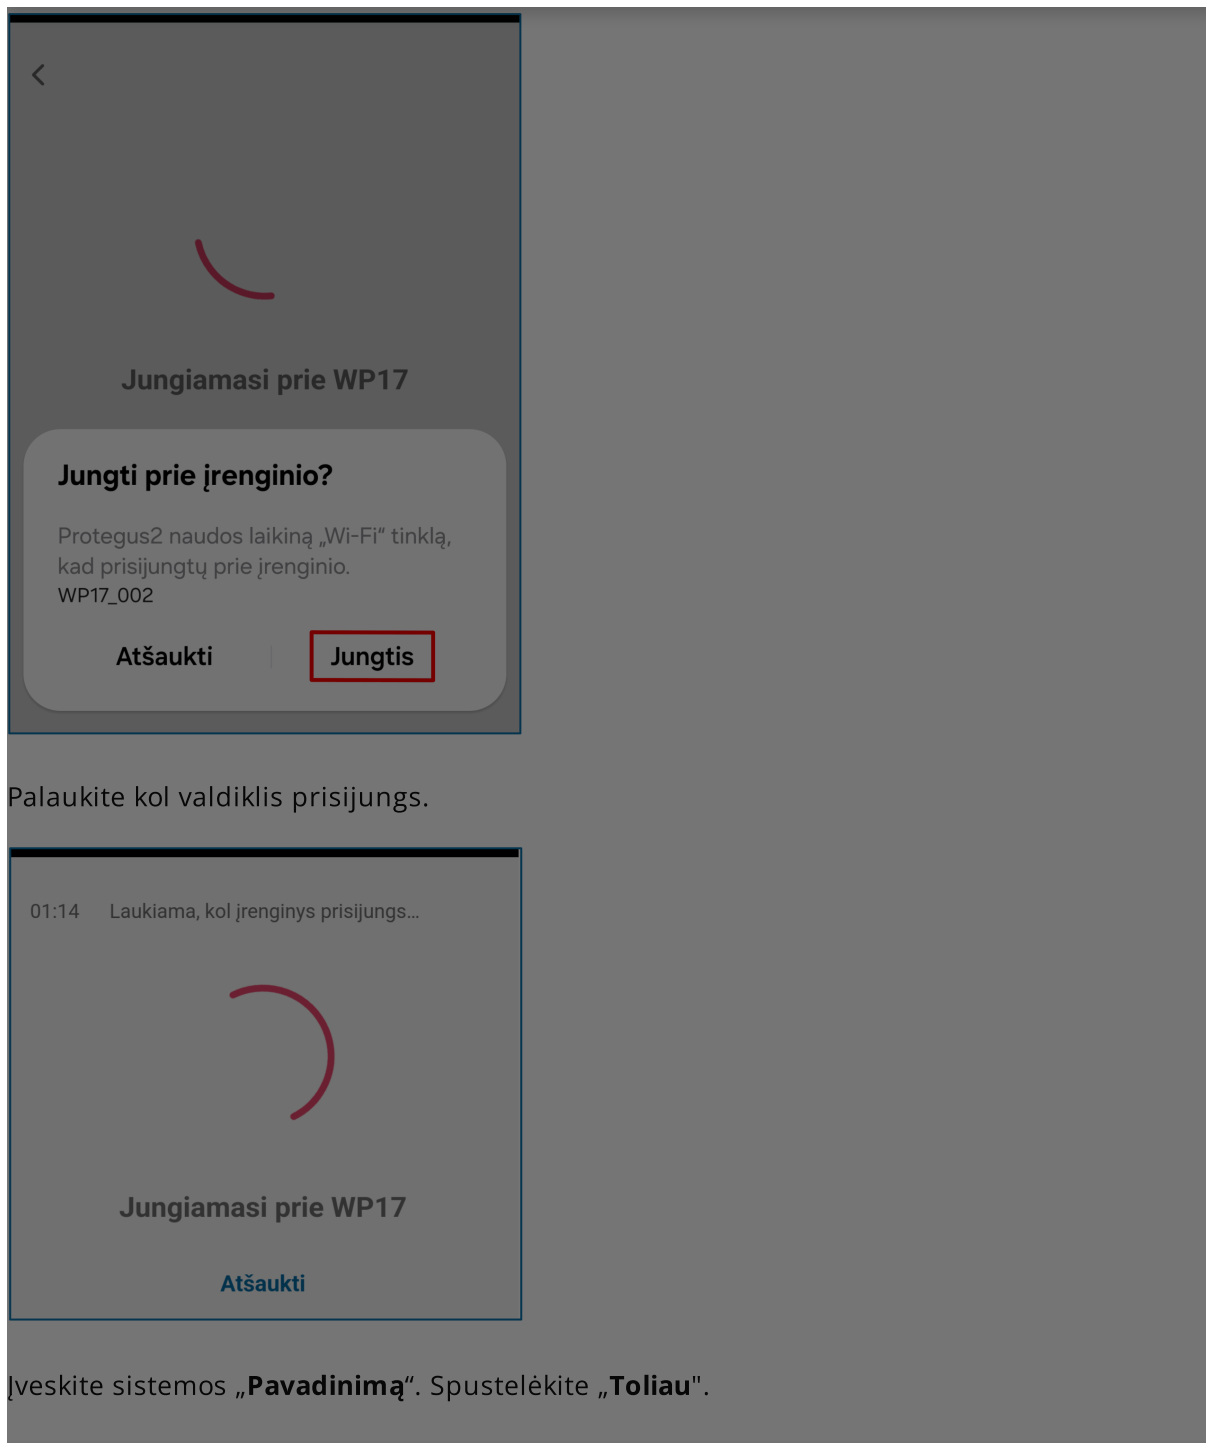 Jungiamasi prie WP17
Jungti prie įrenginio?
Protegus2 naudos laikiną „Wi-Fi“ tinklą,
kad prisijungtų prie įrenginio.
WP17_002
Atšaukti
Jungtis
Palaukite kol valdiklis prisijungs.
01:14 Laukiama, kol įrenginys prisijungs...
Jungiamasi prie WP17
Atšaukti
Įveskite sistemos „Pavadinimą“. Spustelėkite „Toliau".